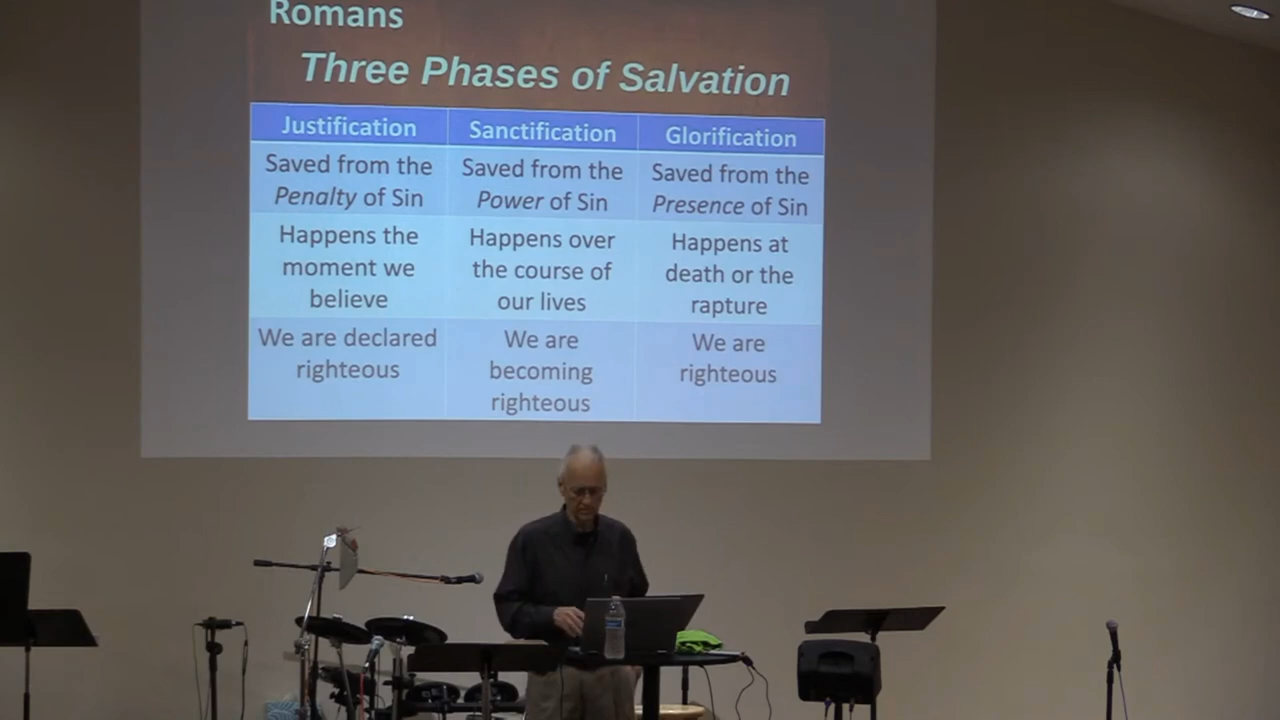 Romans
Three Phases of Salvation
Justification
Sanctification
Glorification
Saved from the
Penalty of Sin
Saved from the
Power of Sin
Saved from the
Presence of Sin
Happens the
moment we
believe
Happens over
the course of
our lives
Happens at
death or the
rapture
We are declared
righteous
We are
becoming
righteous
We are
righteous